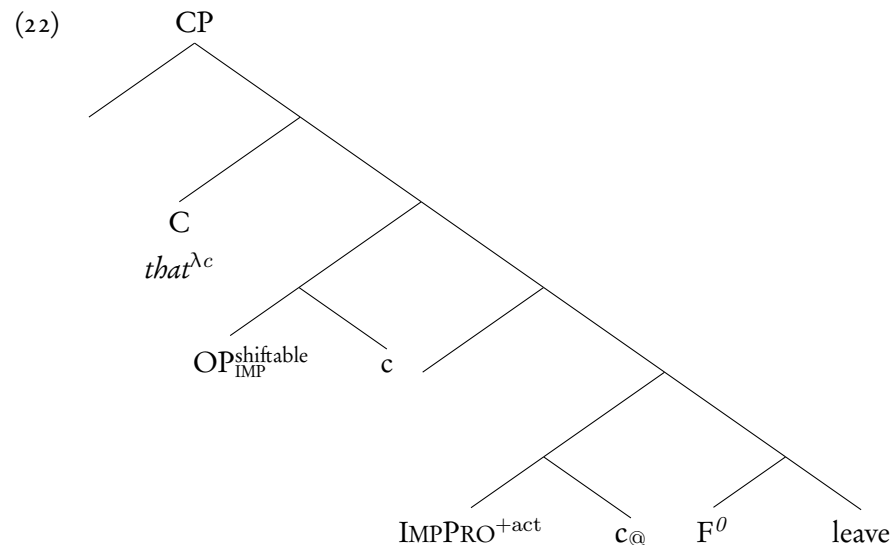 (22) CP
C
that^λc
OP^shiftable_IMP c
IMPPRO^+act c_@ F^0 leave